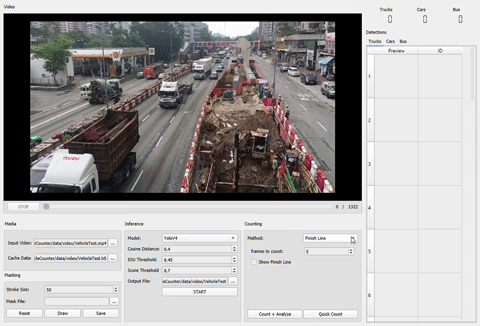 Video
Trucks
Cars
Bus
0
0
0
Detections
Trucks Cars Bus
Preview
ID
1
2
3
4
5
6
ISUZU
STOP
0 / 1322
Media
Input Video: iCounter/data/video/VehicleTest.mp4 ...
Cache Data: deCounter/data/video/VehicleTest.h5 ...
Masking
Stroke Size: 50
Mask File: ...
Reset
Draw
Save
Inference
Model: YoloV4
Cosine Distance: 0.4
IOU Threshold: 0.45
Score Threshold: 0.7
Output File: eCounter/data/video/VehicleTest ...
START
Counting
Method: Finish Line
frames to count: 5
Show Finish Line
Count + Analyze
Quick Count